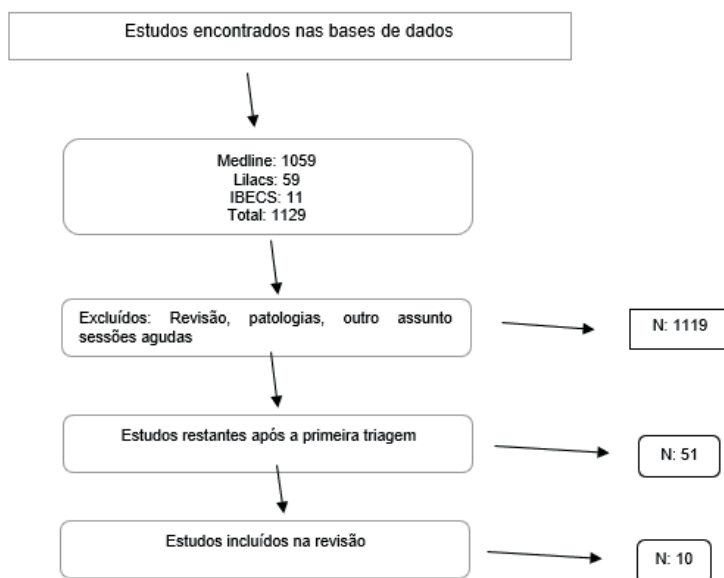 Estudos encontrados nas bases de dados
Medline: 1059
Lilacs: 59
IBECS: 11
Total: 1129
Excluídos: Revisão, patologias, outro assunto
sessões agudas
N: 1119
Estudos restantes após a primeira triagem
N: 51
Estudos incluídos na revisão
N: 10